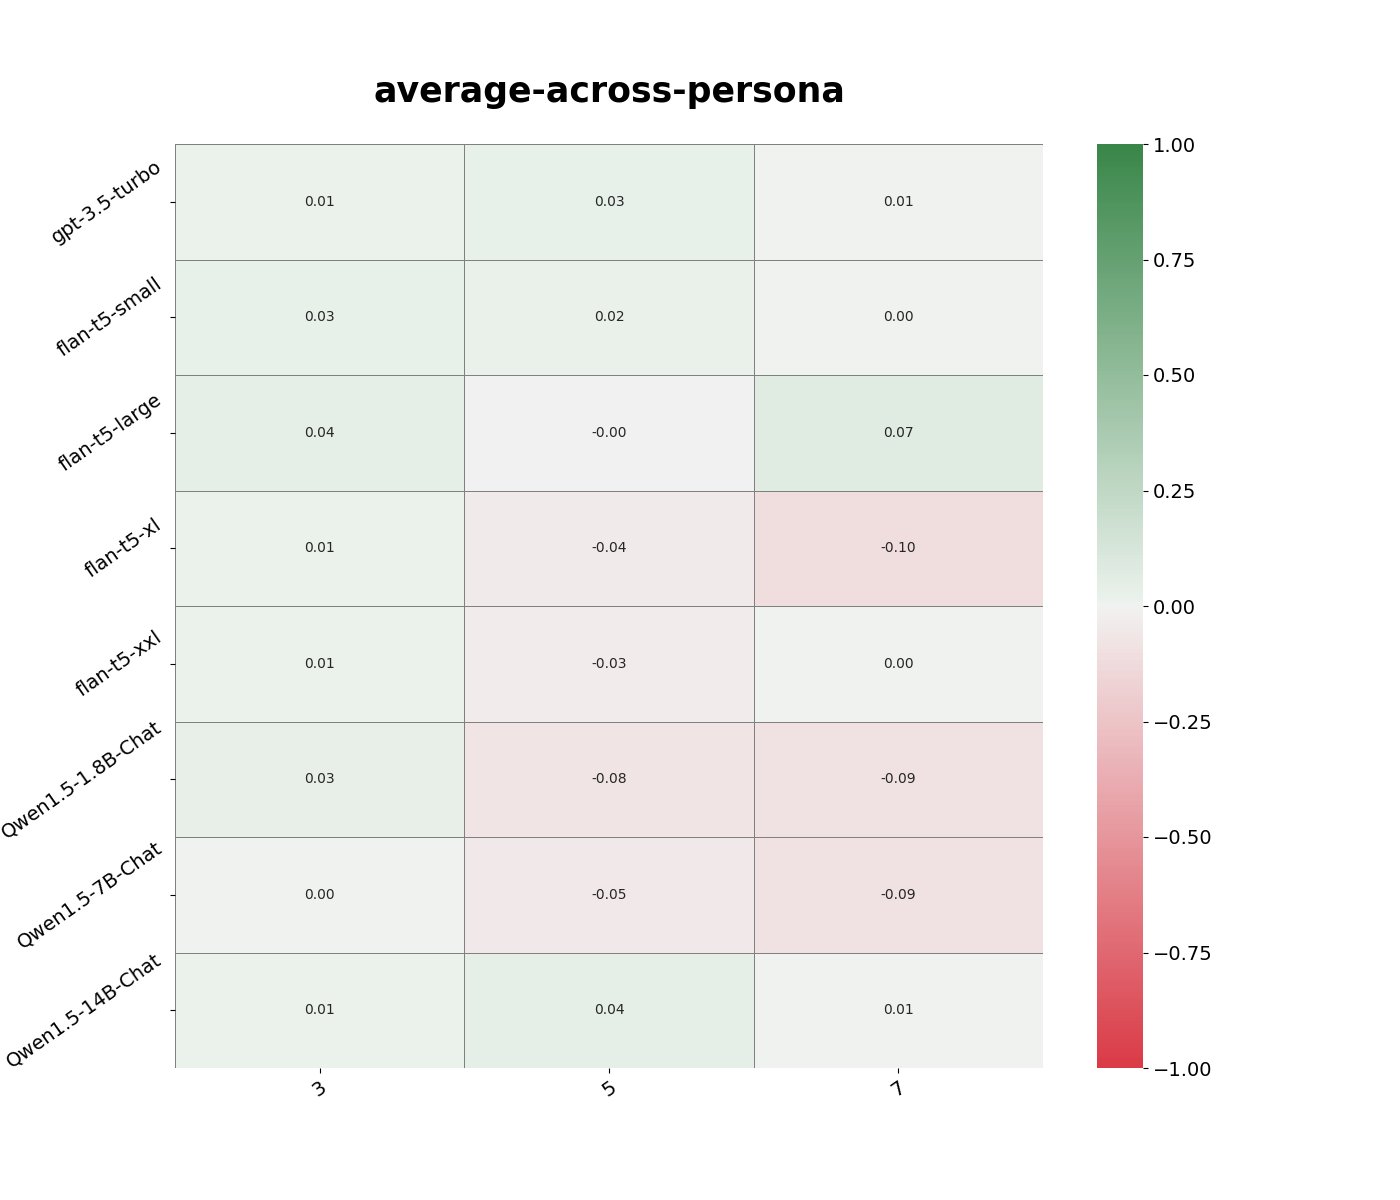 average-across-persona
gpt-3.5-turbo 0.01 0.03 0.01
flan-t5-small 0.03 0.02 0.00
flan-t5-large 0.04 -0.00 0.07
flan-t5-xl 0.01 -0.04 -0.10
flan-t5-xxl 0.01 -0.03 0.00
Qwen1.5-1.8B-Chat 0.03 -0.08 -0.09
Qwen1.5-7B-Chat 0.00 -0.05 -0.09
Qwen1.5-14B-Chat 0.01 0.04 0.01
3 5 7
1.00
0.75
0.50
0.25
0.00
−0.25
−0.50
−0.75
−1.00